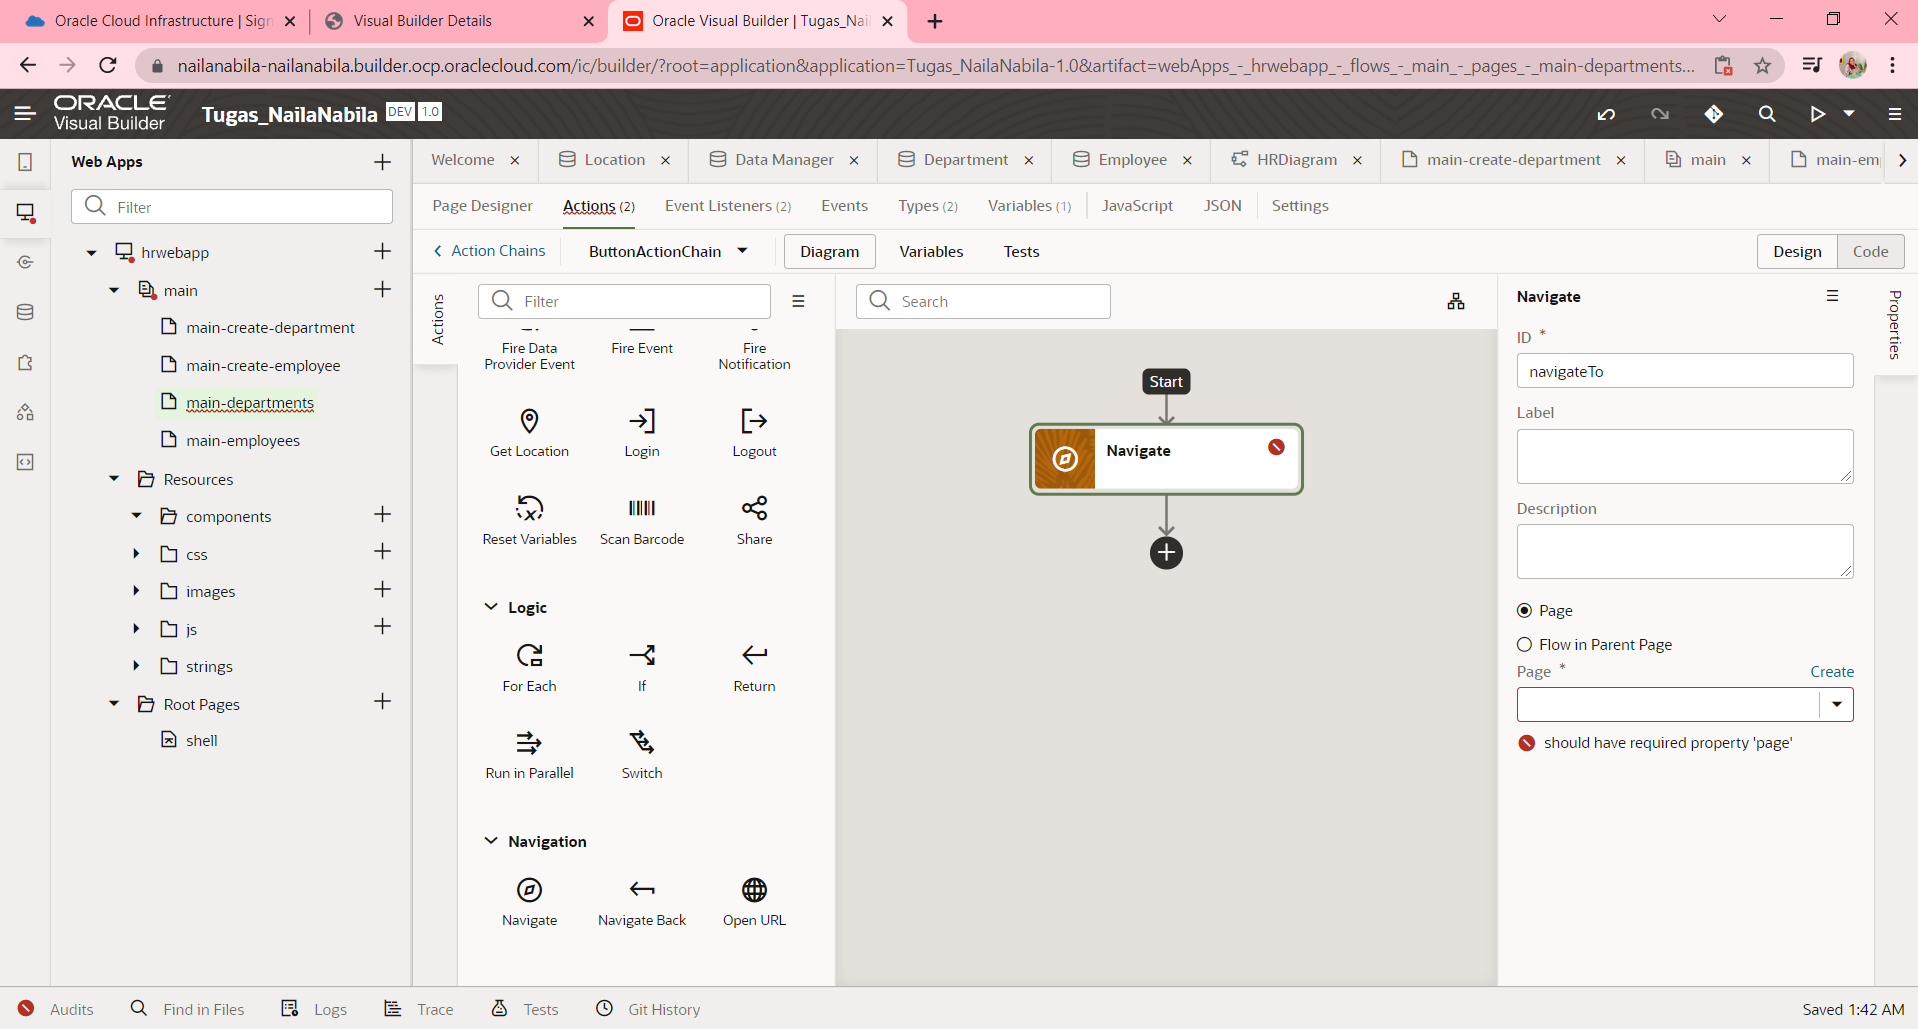 Oracle Cloud Infrastructure | Sign
Visual Builder Details
Oracle Visual Builder | Tugas_Nail
nailanabila-nailanabila.builder.ocp.oraclecloud.com/ic/builder/?root=application&application=Tugas_NailaNabila-1.0&artifact=webApps_-_hrwebapp_-_flows_-_main_-_pages_-_main-departments...
ORACLE
Visual Builder
Tugas_NailaNabila DEV 1.0
Web Apps
Filter
hrwebapp
main
main-create-department
main-create-employee
main-departments
main-employees
Resources
components
css
images
js
strings
Root Pages
shell
Welcome
Location
Data Manager
Department
Employee
HRDiagram
main-create-department
main
main-em
Page Designer
Actions (2)
Event Listeners (2)
Events
Types (2)
Variables (1)
JavaScript
JSON
Settings
Action Chains
ButtonActionChain
Diagram
Variables
Tests
Design
Code
Actions
Filter
Fire Data
Provider Event
Fire Event
Fire
Notification
Get Location
Login
Logout
Reset Variables
Scan Barcode
Share
Logic
For Each
If
Return
Run in Parallel
Switch
Navigation
Navigate
Navigate Back
Open URL
Search
Start
Navigate
Navigate
ID *
navigateTo
Label
Description
Page
Flow in Parent Page
Page *
Create
should have required property 'page'
Properties
Audits
Find in Files
Logs
Trace
Tests
Git History
Saved 1:42 AM